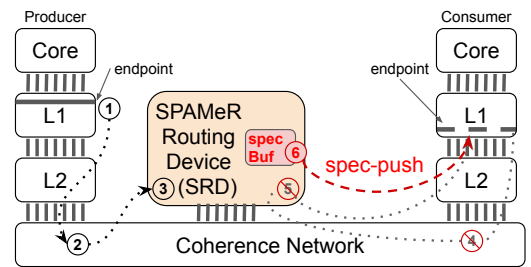 Producer
Consumer
Core
Core
endpoint
endpoint
1
L1
L1
SPAMeR
Routing
Device
(SRD)
spec
Buf
6
spec-push
3
5
L2
L2
2
Coherence Network
4